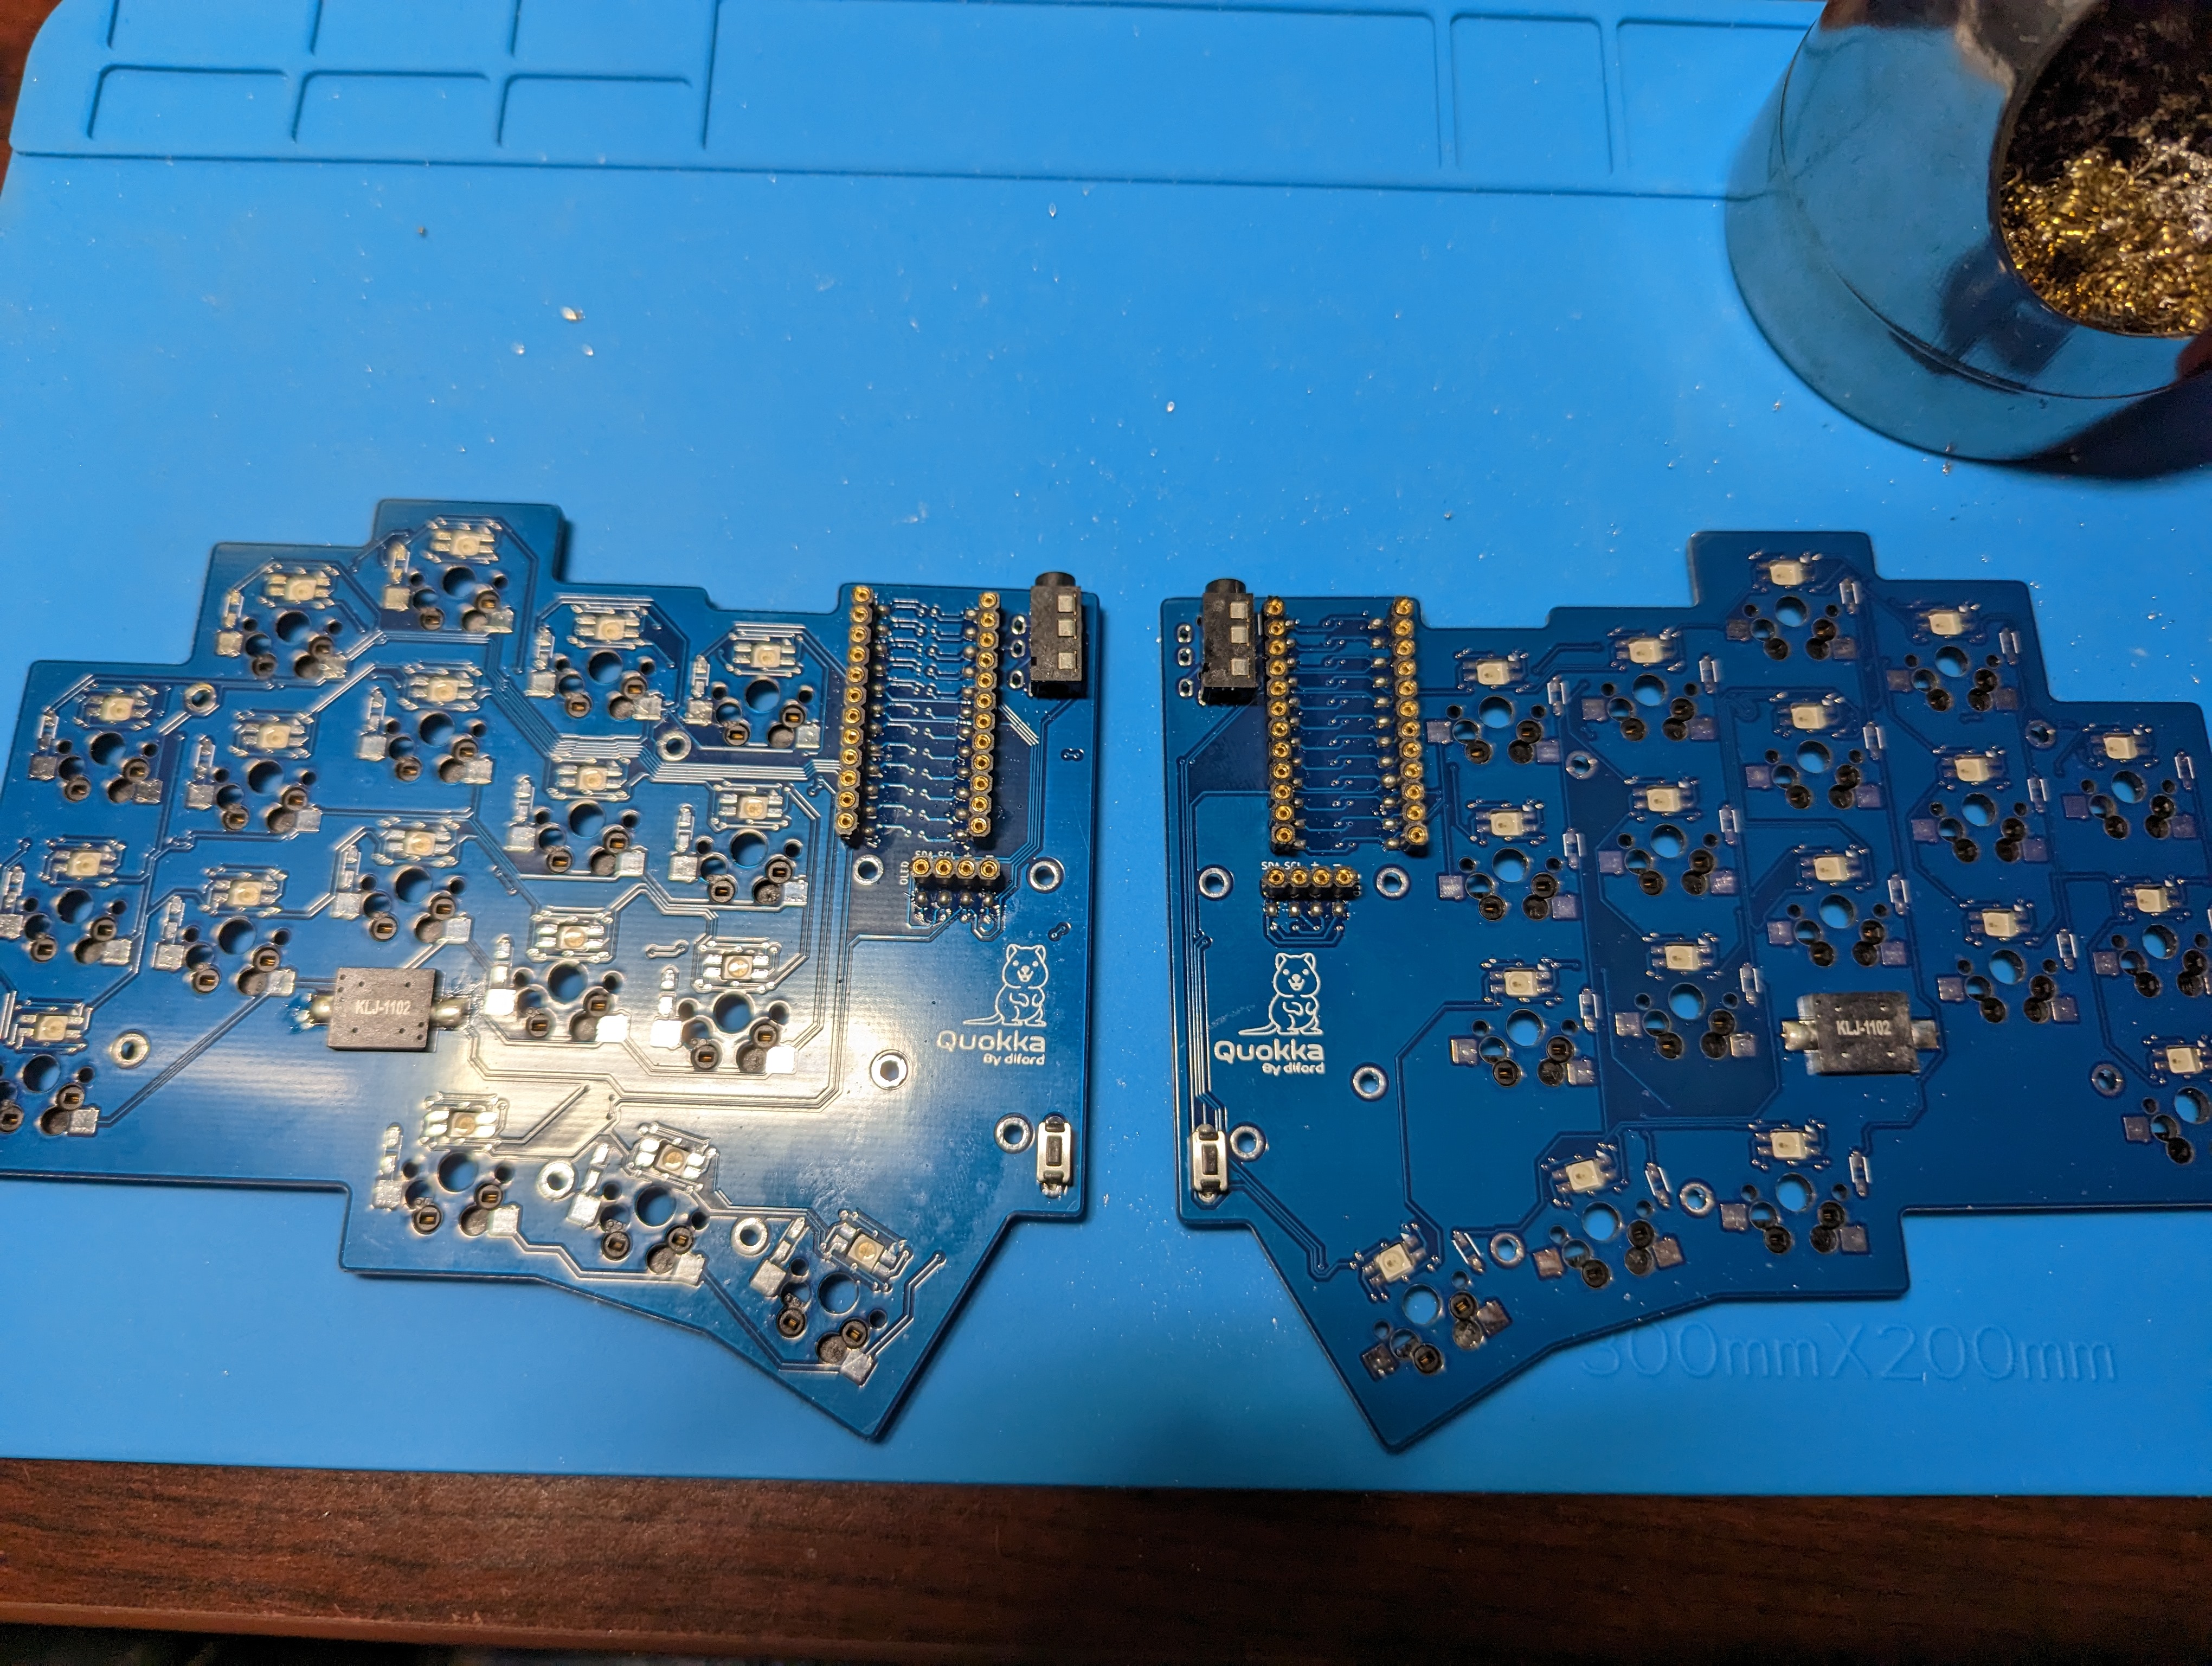 OLED
SDA SCL
SDA SCL + -
KLJ-1102
KLJ-1102
Quokka
By diford
Quokka
By diford
300mmX200mm